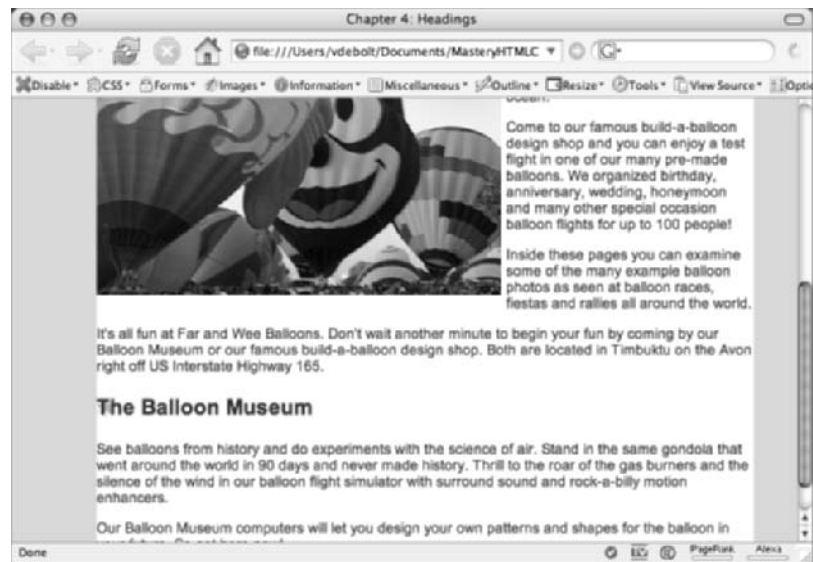 Chapter 4: Headings
file:///Users/vdebolt/Documents/MasteryHTMLC
G
Disable CSS Forms Images Information Miscellaneous Outline Resize Tools View Source Optio
ocean.
Come to our famous build-a-balloon
design shop and you can enjoy a test
flight in one of our many pre-made
balloons. We organized birthday,
anniversary, wedding, honeymoon
and many other special occasion
balloon flights for up to 100 people!
Inside these pages you can examine
some of the many example balloon
photos as seen at balloon races,
fiestas and rallies all around the world.
It's all fun at Far and Wee Balloons. Don't wait another minute to begin your fun by coming by our
Balloon Museum or our famous build-a-balloon design shop. Both are located in Timbuktu on the Avon
right off US Interstate Highway 165.
The Balloon Museum
See balloons from history and do experiments with the science of air. Stand in the same gondola that
went around the world in 90 days and never made history. Thrill to the roar of the gas burners and the
silence of the wind in our balloon flight simulator with surround sound and rock-a-billy motion
enhancers.
Our Balloon Museum computers will let you design your own patterns and shapes for the balloon in
Done PageRank Alexa